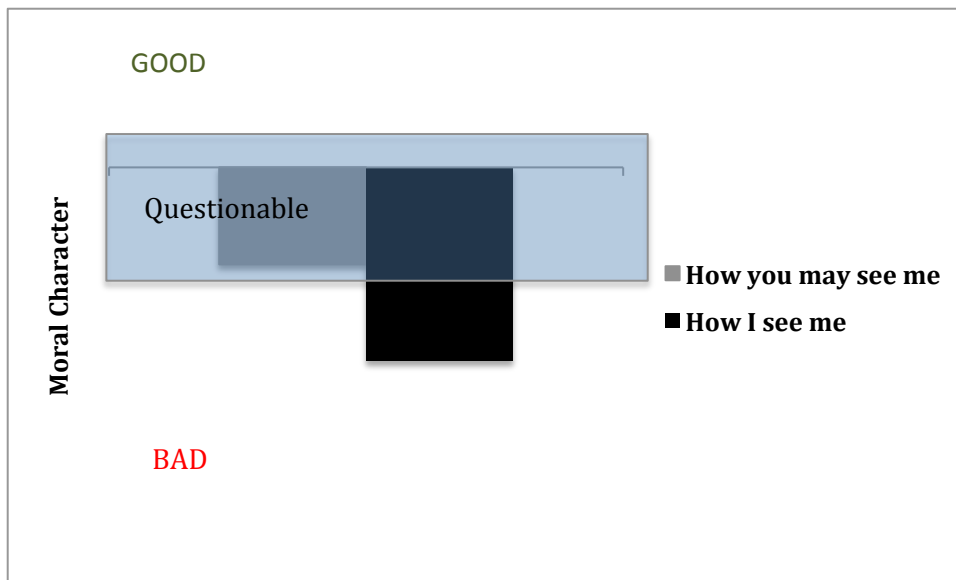 GOOD
Questionable
Moral Character
How you may see me
How I see me
BAD